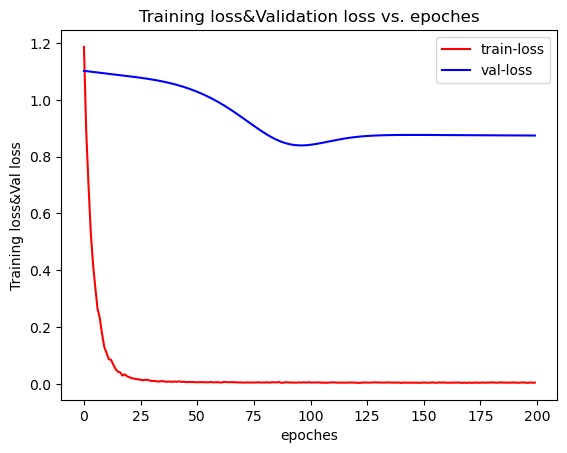 Training loss&Validation loss vs. epoches
train-loss
val-loss
Training loss&Val loss
1.2
1.0
0.8
0.6
0.4
0.2
0.0
0 25 50 75 100 125 150 175 200
epoches